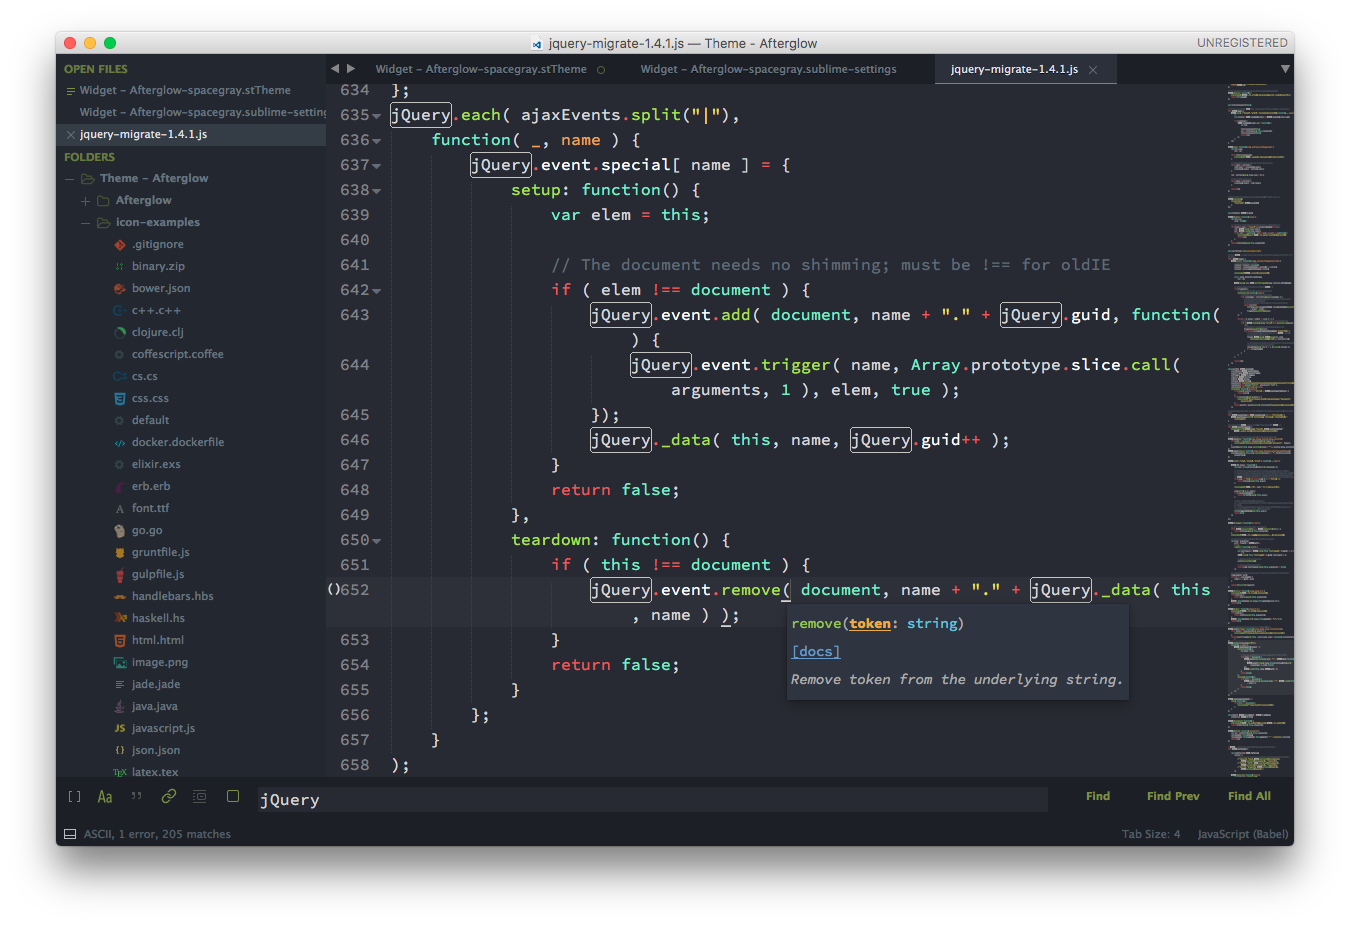 jquery-migrate-1.4.1.js — Theme - Afterglow
UNREGISTERED
OPEN FILES
Widget – Afterglow-spacegray.stTheme
Widget – Afterglow-spacegray.sublime-setting
jquery-migrate-1.4.1.js
FOLDERS
Theme – Afterglow
Afterglow
icon-examples
.gitignore
binary.zip
bower.json
c++.c++
clojure.clj
coffescript.coffee
cs.cs
css.css
default
docker.dockerfile
elixir.exs
erb.erb
font.ttf
go.go
gruntfile.js
gulpfile.js
handlebars.hbs
haskell.hs
html.html
image.png
jade.jade
java.java
javascript.js
json.json
latex.tex
Widget – Afterglow-spacegray.stTheme
Widget – Afterglow-spacegray.sublime-settings
jquery-migrate-1.4.1.js
634 };
635 jQuery.each( ajaxEvents.split("|"),
636 function( _, name ) {
637 jQuery.event.special[ name ] = {
638 setup: function() {
639 var elem = this;
640
641 // The document needs no shimming; must be !== for oldIE
642 if ( elem !== document ) {
643 jQuery.event.add( document, name + "." + jQuery.guid, function(
) {
644 jQuery.event.trigger( name, Array.prototype.slice.call(
arguments, 1 ), elem, true );
645 });
646 jQuery._data( this, name, jQuery.guid++ );
647 }
648 return false;
649 },
650 teardown: function() {
651 if ( this !== document ) {
()652 jQuery.event.remove( document, name + "." + jQuery._data( this
, name ) );
remove(token: string)
[docs]
Remove token from the underlying string.
653 }
654 return false;
655 }
656 };
657 }
658 );
[ ] Aa " jQuery Find Find Prev Find All
ASCII, 1 error, 205 matches
Tab Size: 4 JavaScript (Babel)